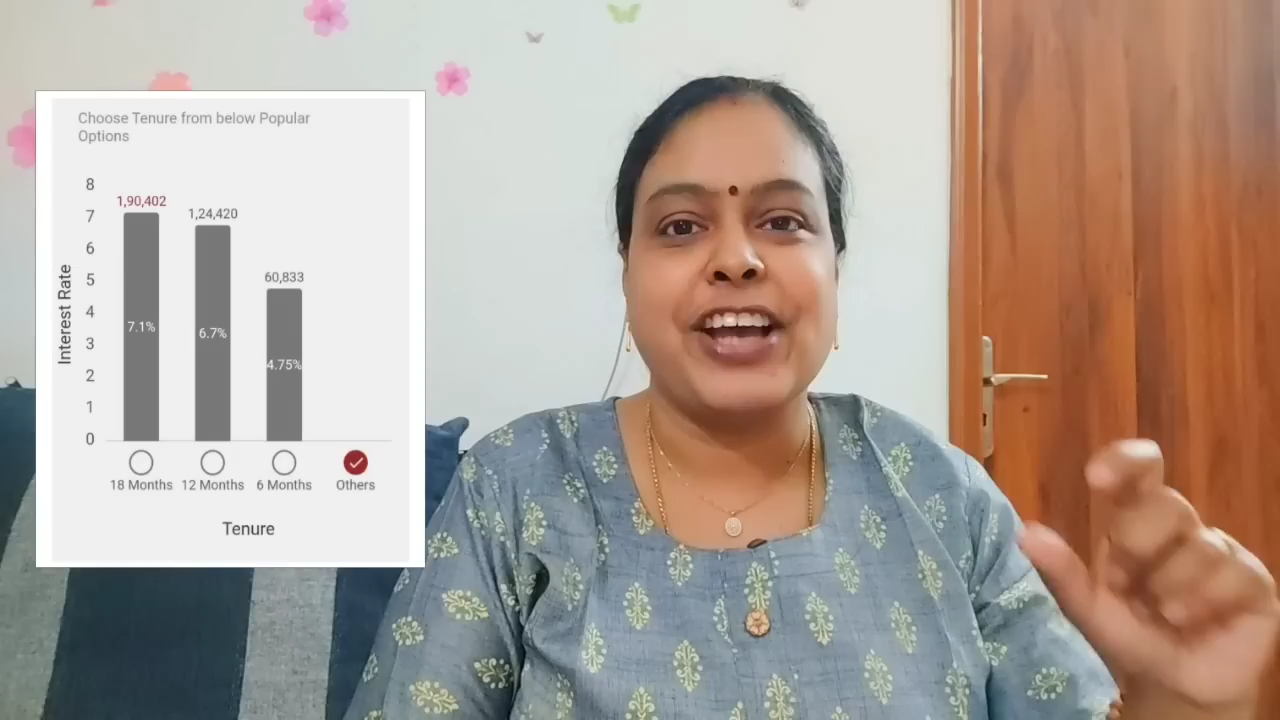 Choose Tenure from below Popular
Options
8
7
6
5
4
3
2
1
0
Interest Rate
1,90,402
1,24,420
60,833
7.1%
6.7%
4.75%
18 Months
12 Months
6 Months
Others
Tenure